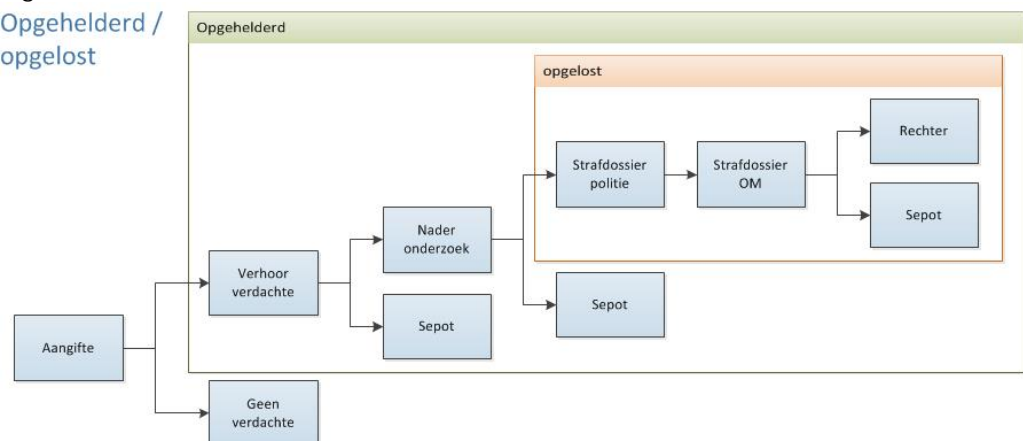 Opgehelderd /
opgelost
Opgehelderd
opgelost
Rechter
Strafdossier
politie
Strafdossier
OM
Sepot
Nader
onderzoek
Verhoor
verdachte
Sepot
Sepot
Aangifte
Geen
verdachte